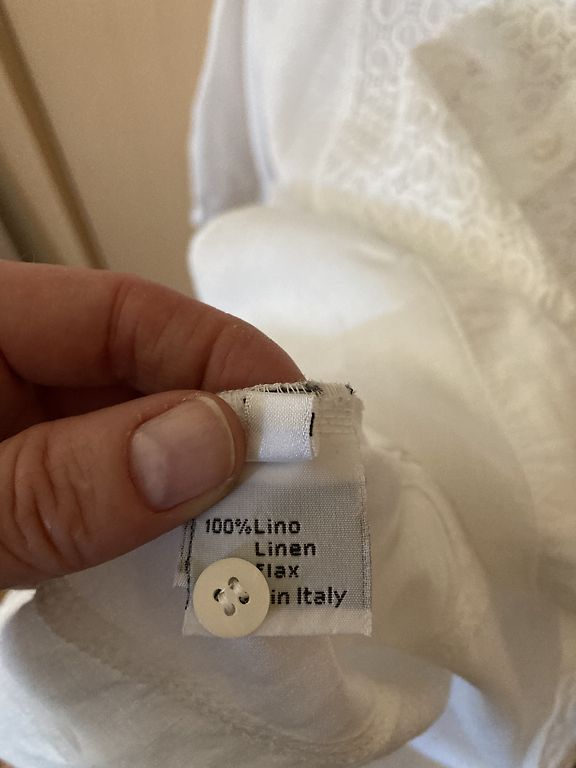 100%Lino
Linen
Flax
in Italy